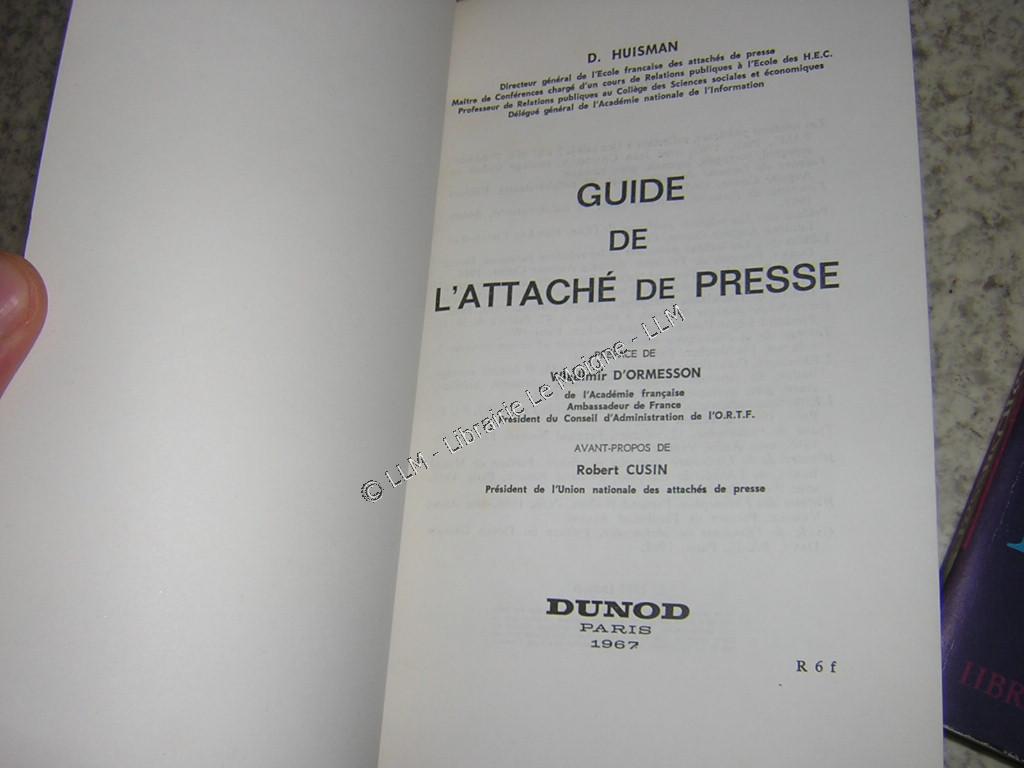 D. HUISMAN
Directeur général de l'Ecole francaise des attachés de presse
Maître de Conférences chargé d'un cours de Relations publiques à l'Ecole des H.E.C.
Professeur de Relations publiques au Collège des Sciences sociales et économiques
Délégué général de l'Académie nationale de l'Information
GUIDE
DE
L'ATTACHÉ DE PRESSE
DE
D'ORMESSON
de l'Académie française
Ambassadeur de France
Président du Conseil d'Administration de l'O.R.T.F.
AVANT-PROPOS DE
Robert CUSIN
Président de l'Union nationale des attachés de presse
DUNOD
PARIS
1967
R 6 f
© LLM - Librairie Le Moigne - LLM